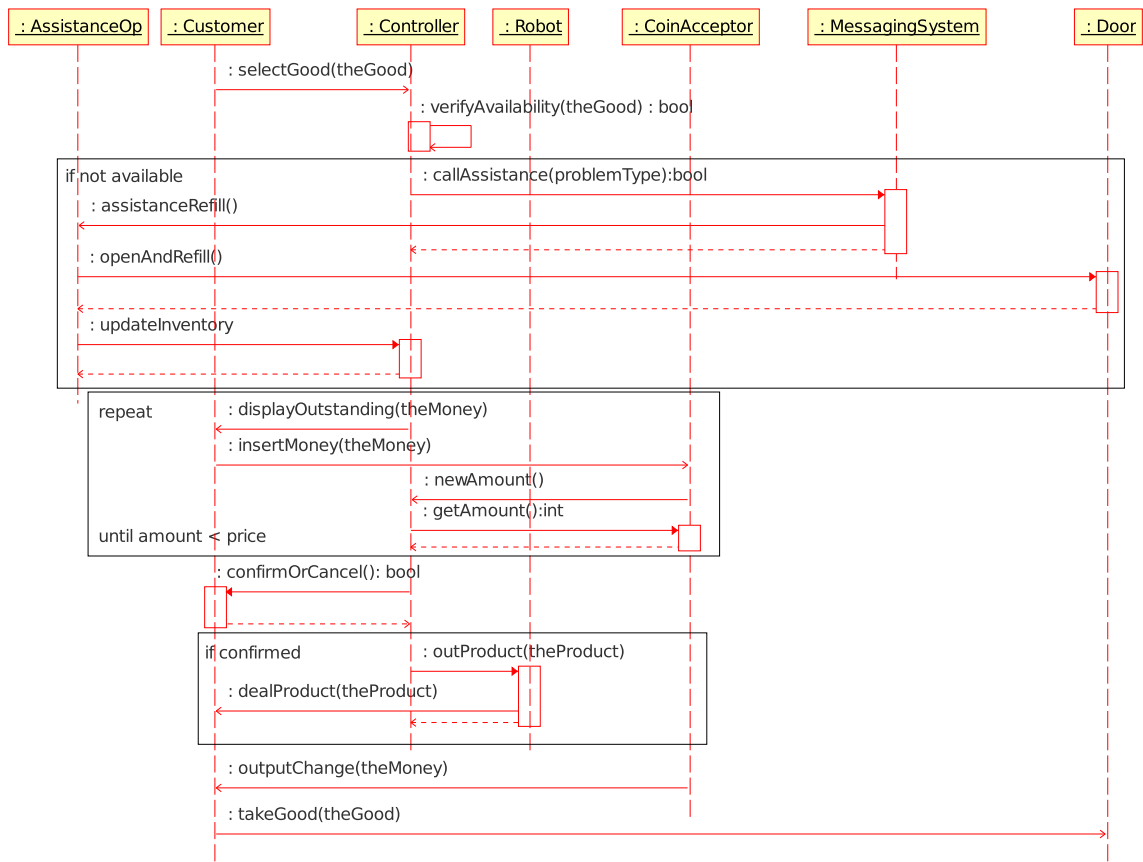 : AssistanceOp
: Customer
: Controller
: Robot
: CoinAcceptor
: MessagingSystem
: Door
: selectGood(theGood)
: verifyAvailability(theGood) : bool
if not available
: callAssistance(problemType):bool
: assistanceRefill()
: openAndRefill()
: updateInventory
repeat
: displayOutstanding(theMoney)
: insertMoney(theMoney)
: newAmount()
: getAmount():int
until amount < price
: confirmOrCancel(): bool
if confirmed
: outProduct(theProduct)
: dealProduct(theProduct)
: outputChange(theMoney)
: takeGood(theGood)